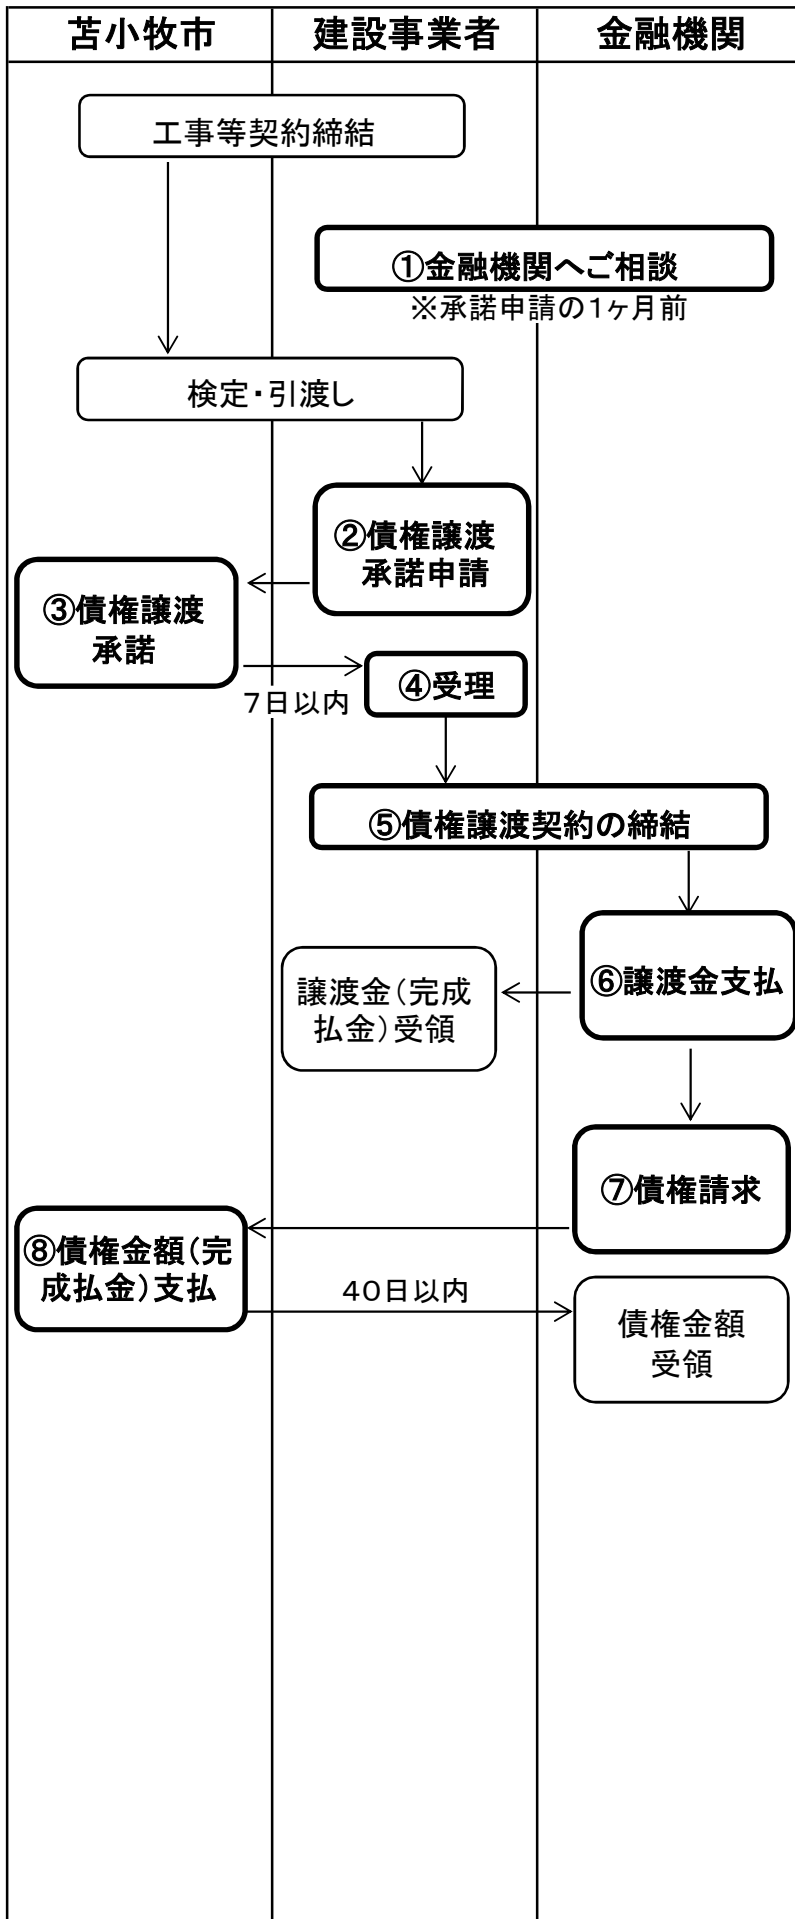 苫小牧市
建設事業者
金融機関
工事等契約締結
①金融機関へご相談
※承諾申請の1ヶ月前
検定・引渡し
②債権譲渡
承諾申請
③債権譲渡
承諾
7日以内
④受理
⑤債権譲渡契約の締結
⑥譲渡金支払
譲渡金(完成
払金)受領
⑦債権請求
⑧債権金額(完
成払金)支払
40日以内
債権金額
受領